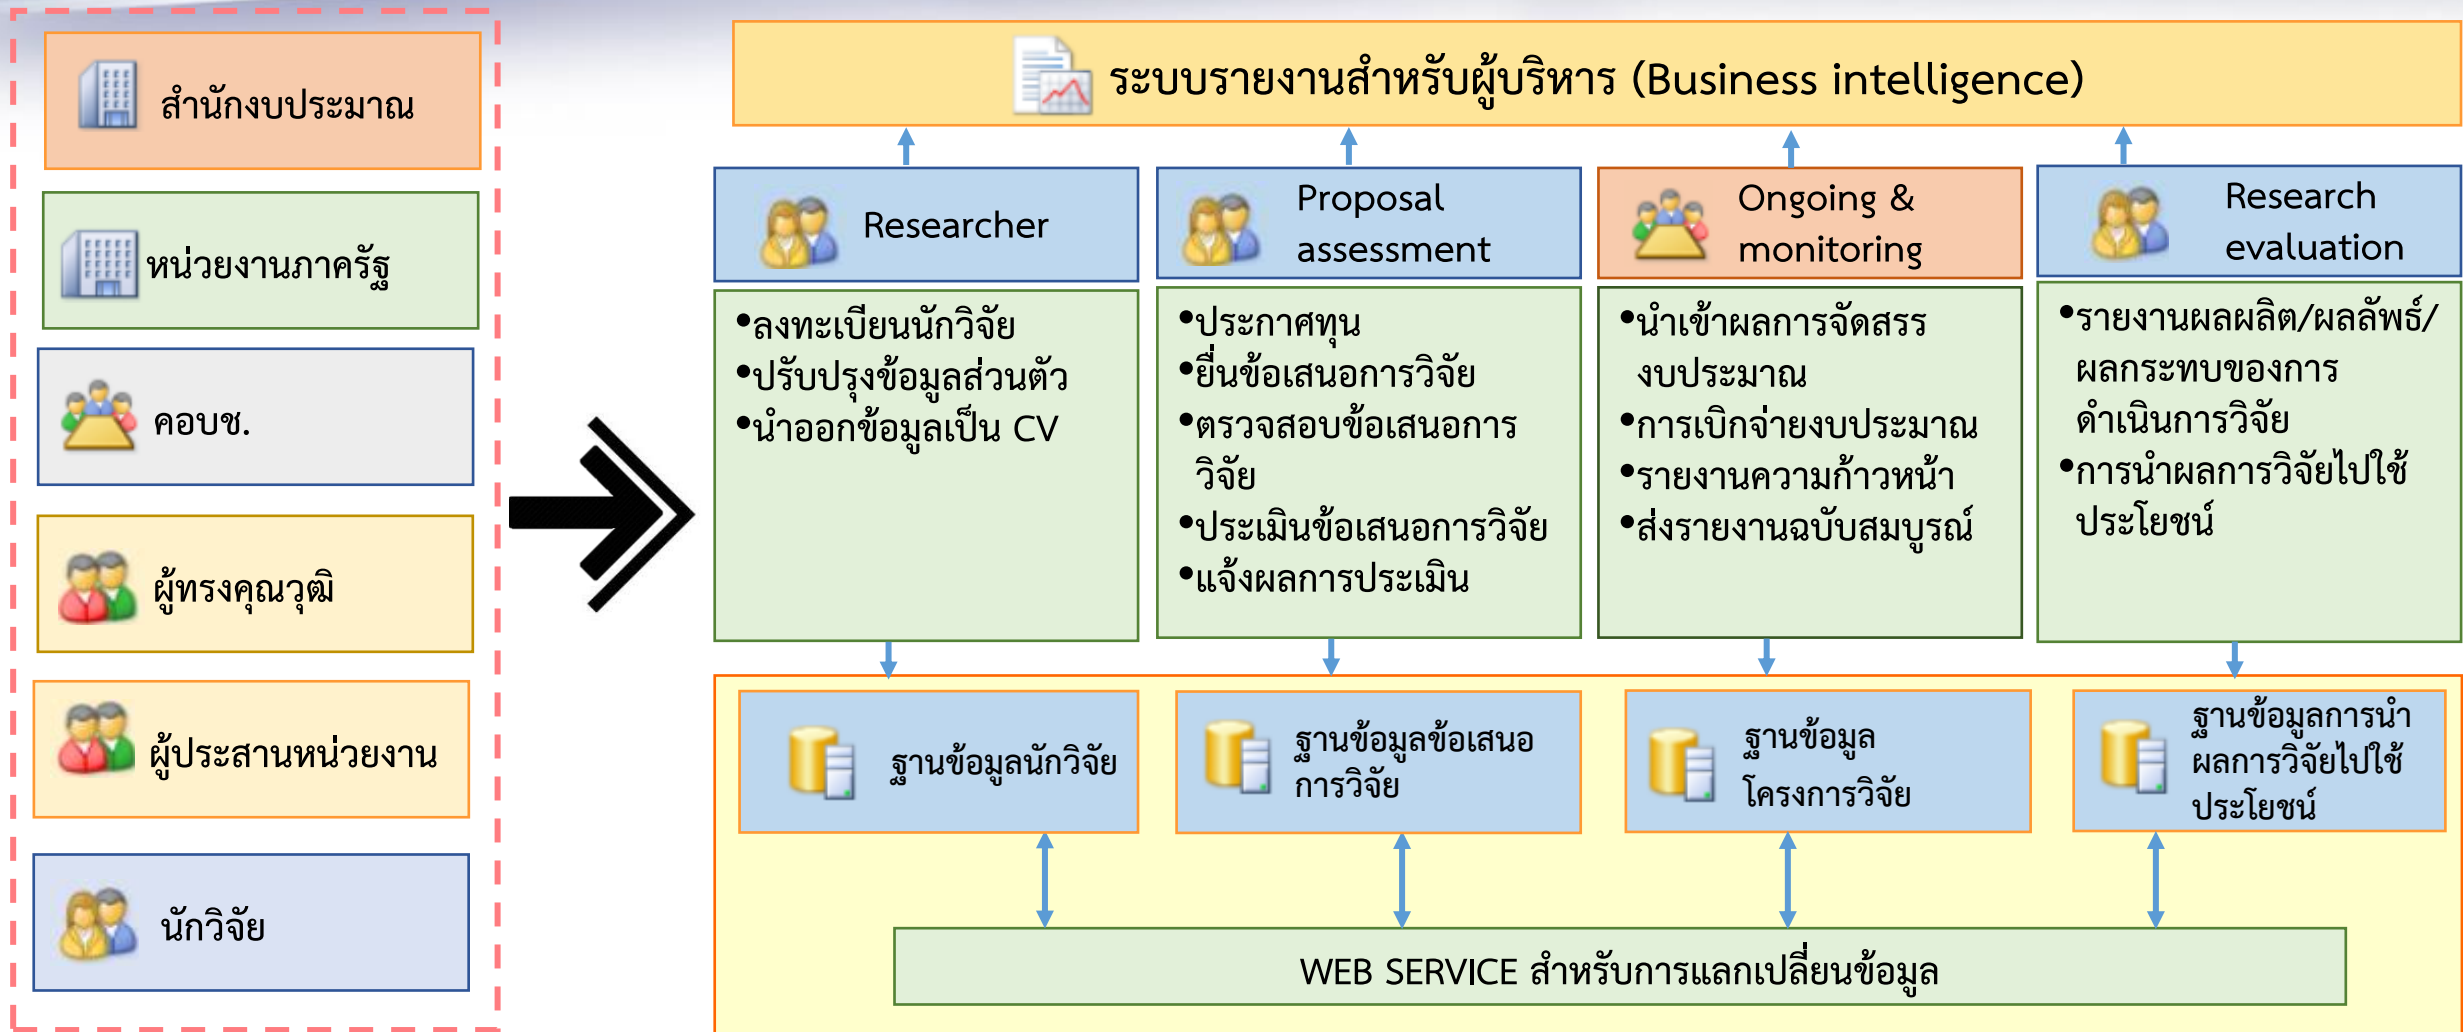 สำนักงบประมาณ
หน่วยงานภาครัฐ
คอบช.
ผู้ทรงคุณวุฒิ
ผู้ประสานหน่วยงาน
นักวิจัย
ระบบรายงานสำหรับผู้บริหาร (Business intelligence)
Researcher
•ลงทะเบียนนักวิจัย
•ปรับปรุงข้อมูลส่วนตัว
•นำออกข้อมูลเป็น CV
Proposal
assessment
•ประกาศทุน
•ยื่นข้อเสนอการวิจัย
•ตรวจสอบข้อเสนอการ
วิจัย
•ประเมินข้อเสนอการวิจัย
•แจ้งผลการประเมิน
Ongoing &
monitoring
•นำเข้าผลการจัดสรร
งบประมาณ
•การเบิกจ่ายงบประมาณ
•รายงานความก้าวหน้า
•ส่งรายงานฉบับสมบูรณ์
Research
evaluation
•รายงานผลผลิต/ผลลัพธ์/
ผลกระทบของการ
ดำเนินการวิจัย
•การนำผลการวิจัยไปใช้
ประโยชน์
ฐานข้อมูลนักวิจัย
ฐานข้อมูลข้อเสนอ
การวิจัย
ฐานข้อมูล
โครงการวิจัย
ฐานข้อมูลการนำ
ผลการวิจัยไปใช้
ประโยชน์
WEB SERVICE สำหรับการแลกเปลี่ยนข้อมูล